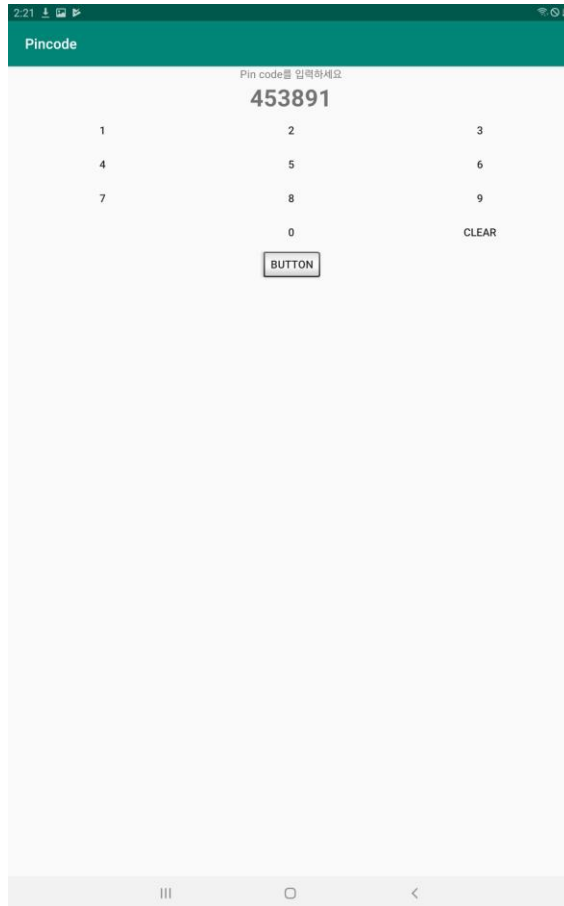 2:21
Pincode
Pin code를 입력하세요
453891
1 2 3
4 5 6
7 8 9
0 CLEAR
BUTTON